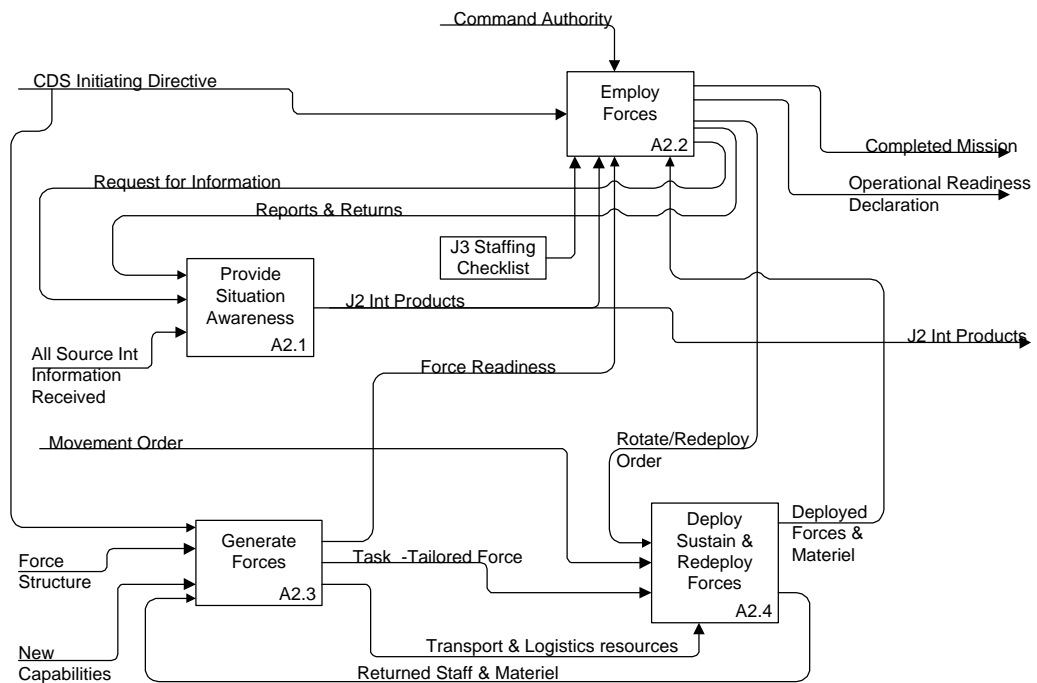 Command Authority
CDS Initiating Directive
Employ
Forces
A2.2
Completed Mission
Request for Information
Operational Readiness
Declaration
Reports & Returns
J3 Staffing
Checklist
Provide
Situation
Awareness
A2.1
J2 Int Products
J2 Int Products
All Source Int
Information
Received
Force Readiness
Movement Order
Rotate/Redeploy
Order
Deploy
Sustain &
Redeploy
Forces
A2.4
Deployed
Forces &
Materiel
Generate
Forces
A2.3
Task -Tailored Force
Force
Structure
Transport & Logistics resources
New
Capabilities
Returned Staff & Materiel